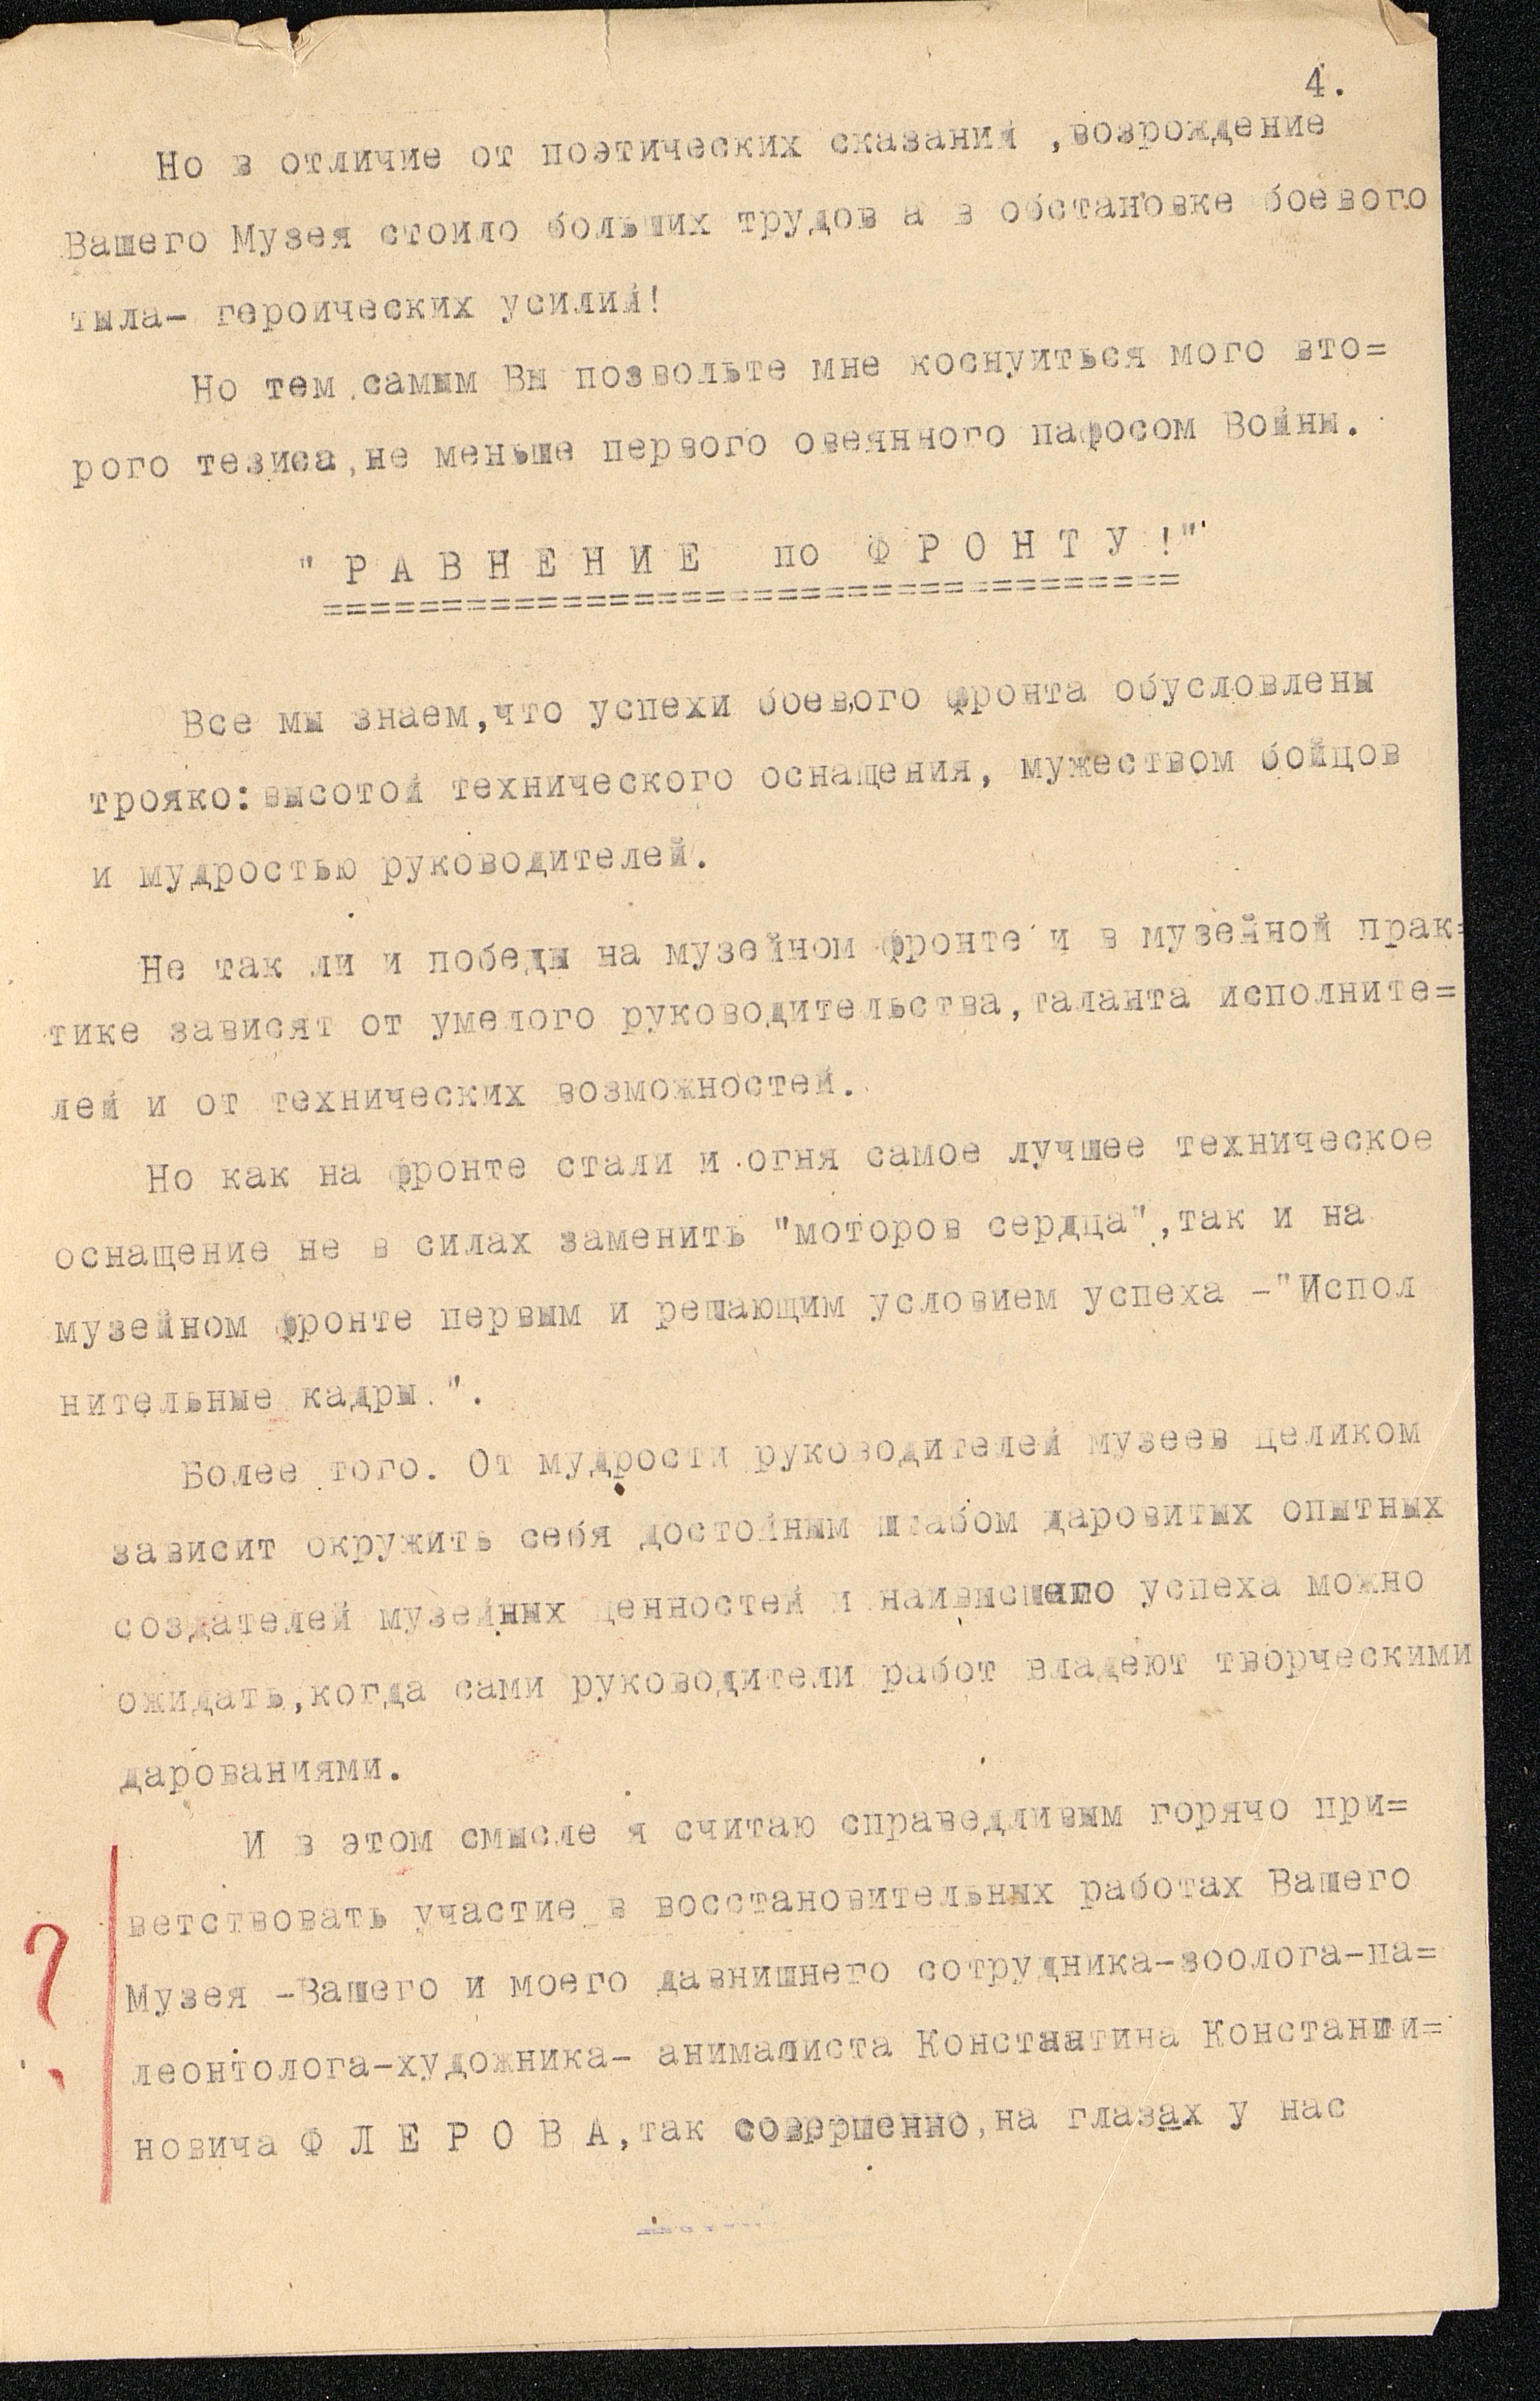 4.
Но в отличие от поэтических сказаний ,возрождение
Вашего Музея стоило больших трудов а в обстановке боевого
тыла- героических усилий!
Но тем самым Вы позвольте мне коснуиться мого вто=
рого тезиса,не меньше первого овеянного пафосом Войны.
" Р А В Н Е Н И Е по Ф Р О Н Т У !"
====================================
Все мы знаем,что успехи боевого фронта обусловлены
трояко:высотой технического оснащения, мужеством бойцов
и мудростью руководителей.
Не так ли и победы на музейном фронте и в музейной прак=
тике зависят от умелого руководительства,таланта исполните=
лей и от технических возможностей.
Но как на фронте стали и огня самое лучшее техническое
оснащение не в силах заменить "моторов сердца",так и на
музейном фронте первым и решающим условием успеха -"Испол
нительные кадры ".
Более того. От мудрости руководителей музеев целиком
зависит окружить себя достойным штабом даровитых опытных
создателей музейных ценностей и наивысшего успеха можно
ожидать,когда сами руководители работ владеют творческими
дарованиями.
И в этом смысле я считаю справедливым горячо при=
ветствовать участие в восстановительных работах Вашего
Музея -Вашего и моего давнишнего сотрудника-зоолога-па=
леонтолога-художника- анималиста Константина Константи=
новича Ф Л Е Р О В А,так совершенно,на глазах у нас
?